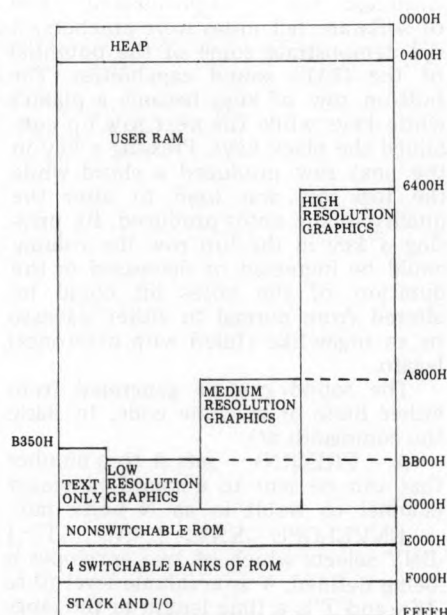 0000H
HEAP
0400H
USER RAM
6400H
HIGH
RESOLUTION
GRAPHICS
A800H
MEDIUM
RESOLUTION
GRAPHICS
B350H
BB00H
TEXT
ONLY
LOW
RESOLUTION
GRAPHICS
C000H
NONSWITCHABLE ROM
E000H
4 SWITCHABLE BANKS OF ROM
F000H
STACK AND
FFFFH